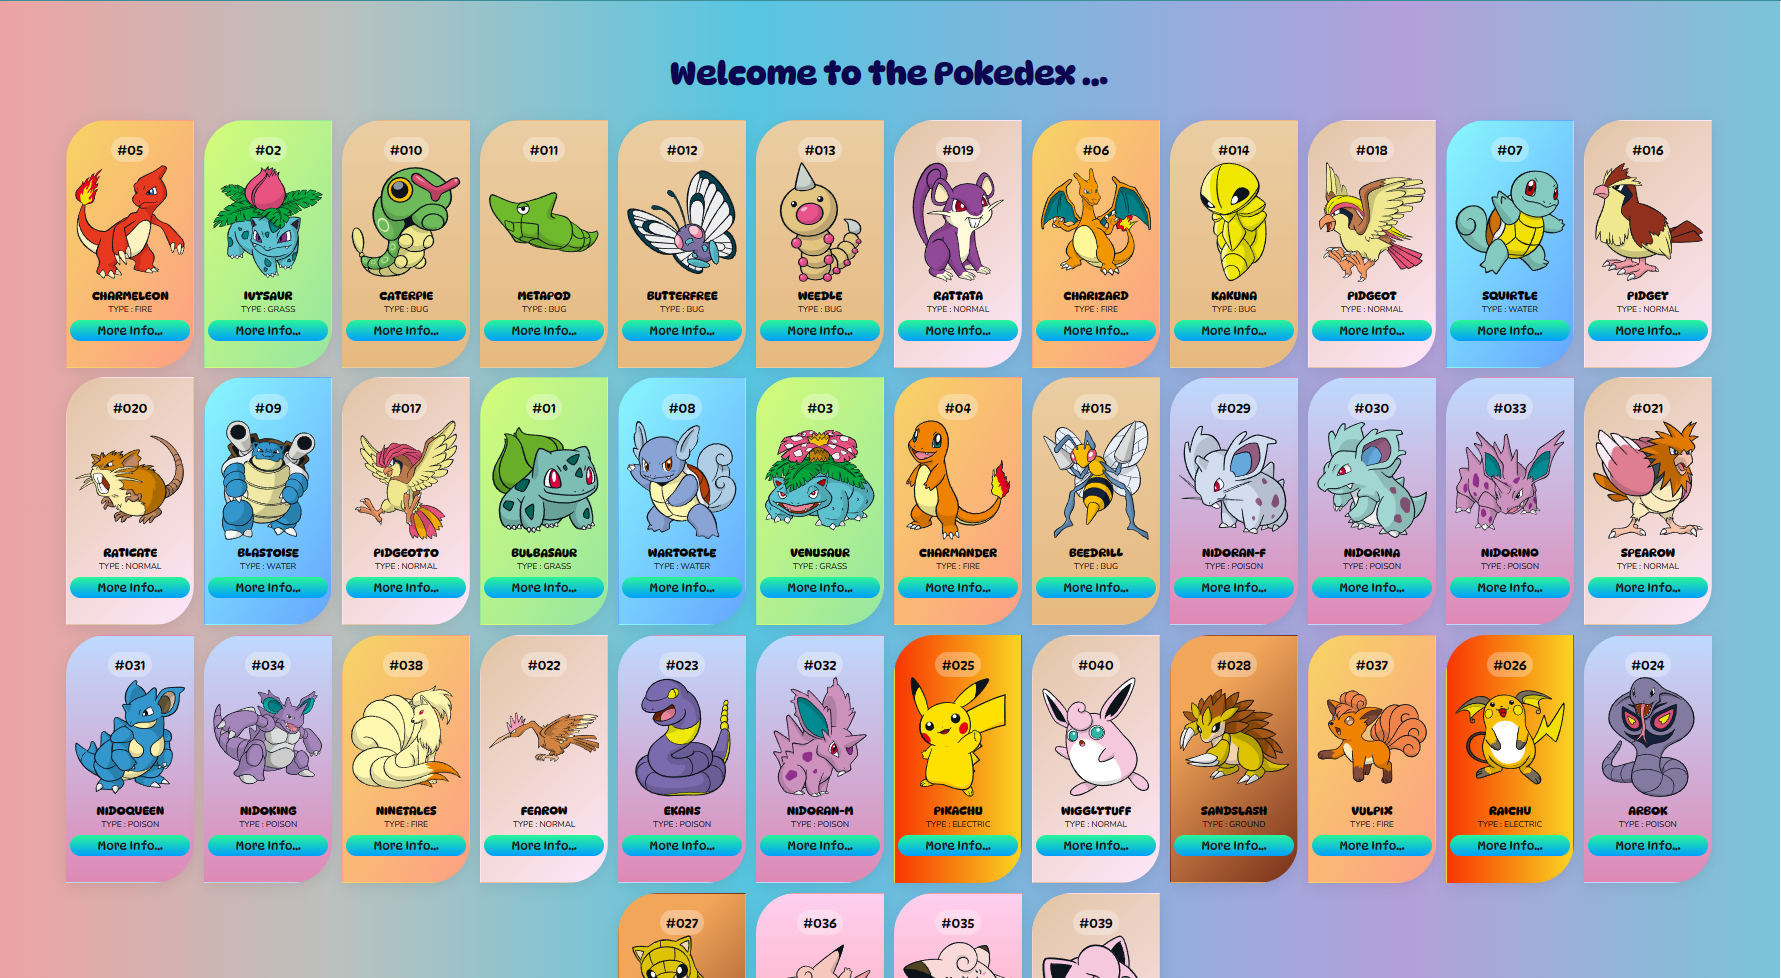 Welcome to the Pokedex ...
#05
CHARMELEON
TYPE : FIRE
More Info...
#02
IVYSAUR
TYPE : GRASS
More Info...
#010
CATERPIE
TYPE : BUG
More Info...
#011
METAPOD
TYPE : BUG
More Info...
#012
BUTTERFREE
TYPE : BUG
More Info...
#013
WEEDLE
TYPE : BUG
More Info...
#019
RATTATA
TYPE : NORMAL
More Info...
#06
CHARIZARD
TYPE : FIRE
More Info...
#014
KAKUNA
TYPE : BUG
More Info...
#018
PIDGEOT
TYPE : NORMAL
More Info...
#07
SQUIRTLE
TYPE : WATER
More Info...
#016
PIDGEY
TYPE : NORMAL
More Info...
#020
RATICATE
TYPE : NORMAL
More Info...
#09
BLASTOISE
TYPE : WATER
More Info...
#017
PIDGEOTTO
TYPE : NORMAL
More Info...
#01
BULBASAUR
TYPE : GRASS
More Info...
#08
WARTORTLE
TYPE : WATER
More Info...
#03
VENUSAUR
TYPE : GRASS
More Info...
#04
CHARMANDER
TYPE : FIRE
More Info...
#015
BEEDRILL
TYPE : BUG
More Info...
#029
NIDORAN-F
TYPE : POISON
More Info...
#030
NIDORINA
TYPE : POISON
More Info...
#033
NIDORINO
TYPE : POISON
More Info...
#021
SPEAROW
TYPE : NORMAL
More Info...
#031
NIDOQUEEN
TYPE : POISON
More Info...
#034
NIDOKING
TYPE : POISON
More Info...
#038
NINETALES
TYPE : FIRE
More Info...
#022
FEAROW
TYPE : NORMAL
More Info...
#023
EKANS
TYPE : POISON
More Info...
#032
NIDORAN-M
TYPE : POISON
More Info...
#025
PIKACHU
TYPE : ELECTRIC
More Info...
#040
WIGGLYTUFF
TYPE : NORMAL
More Info...
#028
SANDSLASH
TYPE : GROUND
More Info...
#037
VULPIX
TYPE : FIRE
More Info...
#026
RAICHU
TYPE : ELECTRIC
More Info...
#024
ARBOK
TYPE : POISON
More Info...
#027
#036
#035
#039